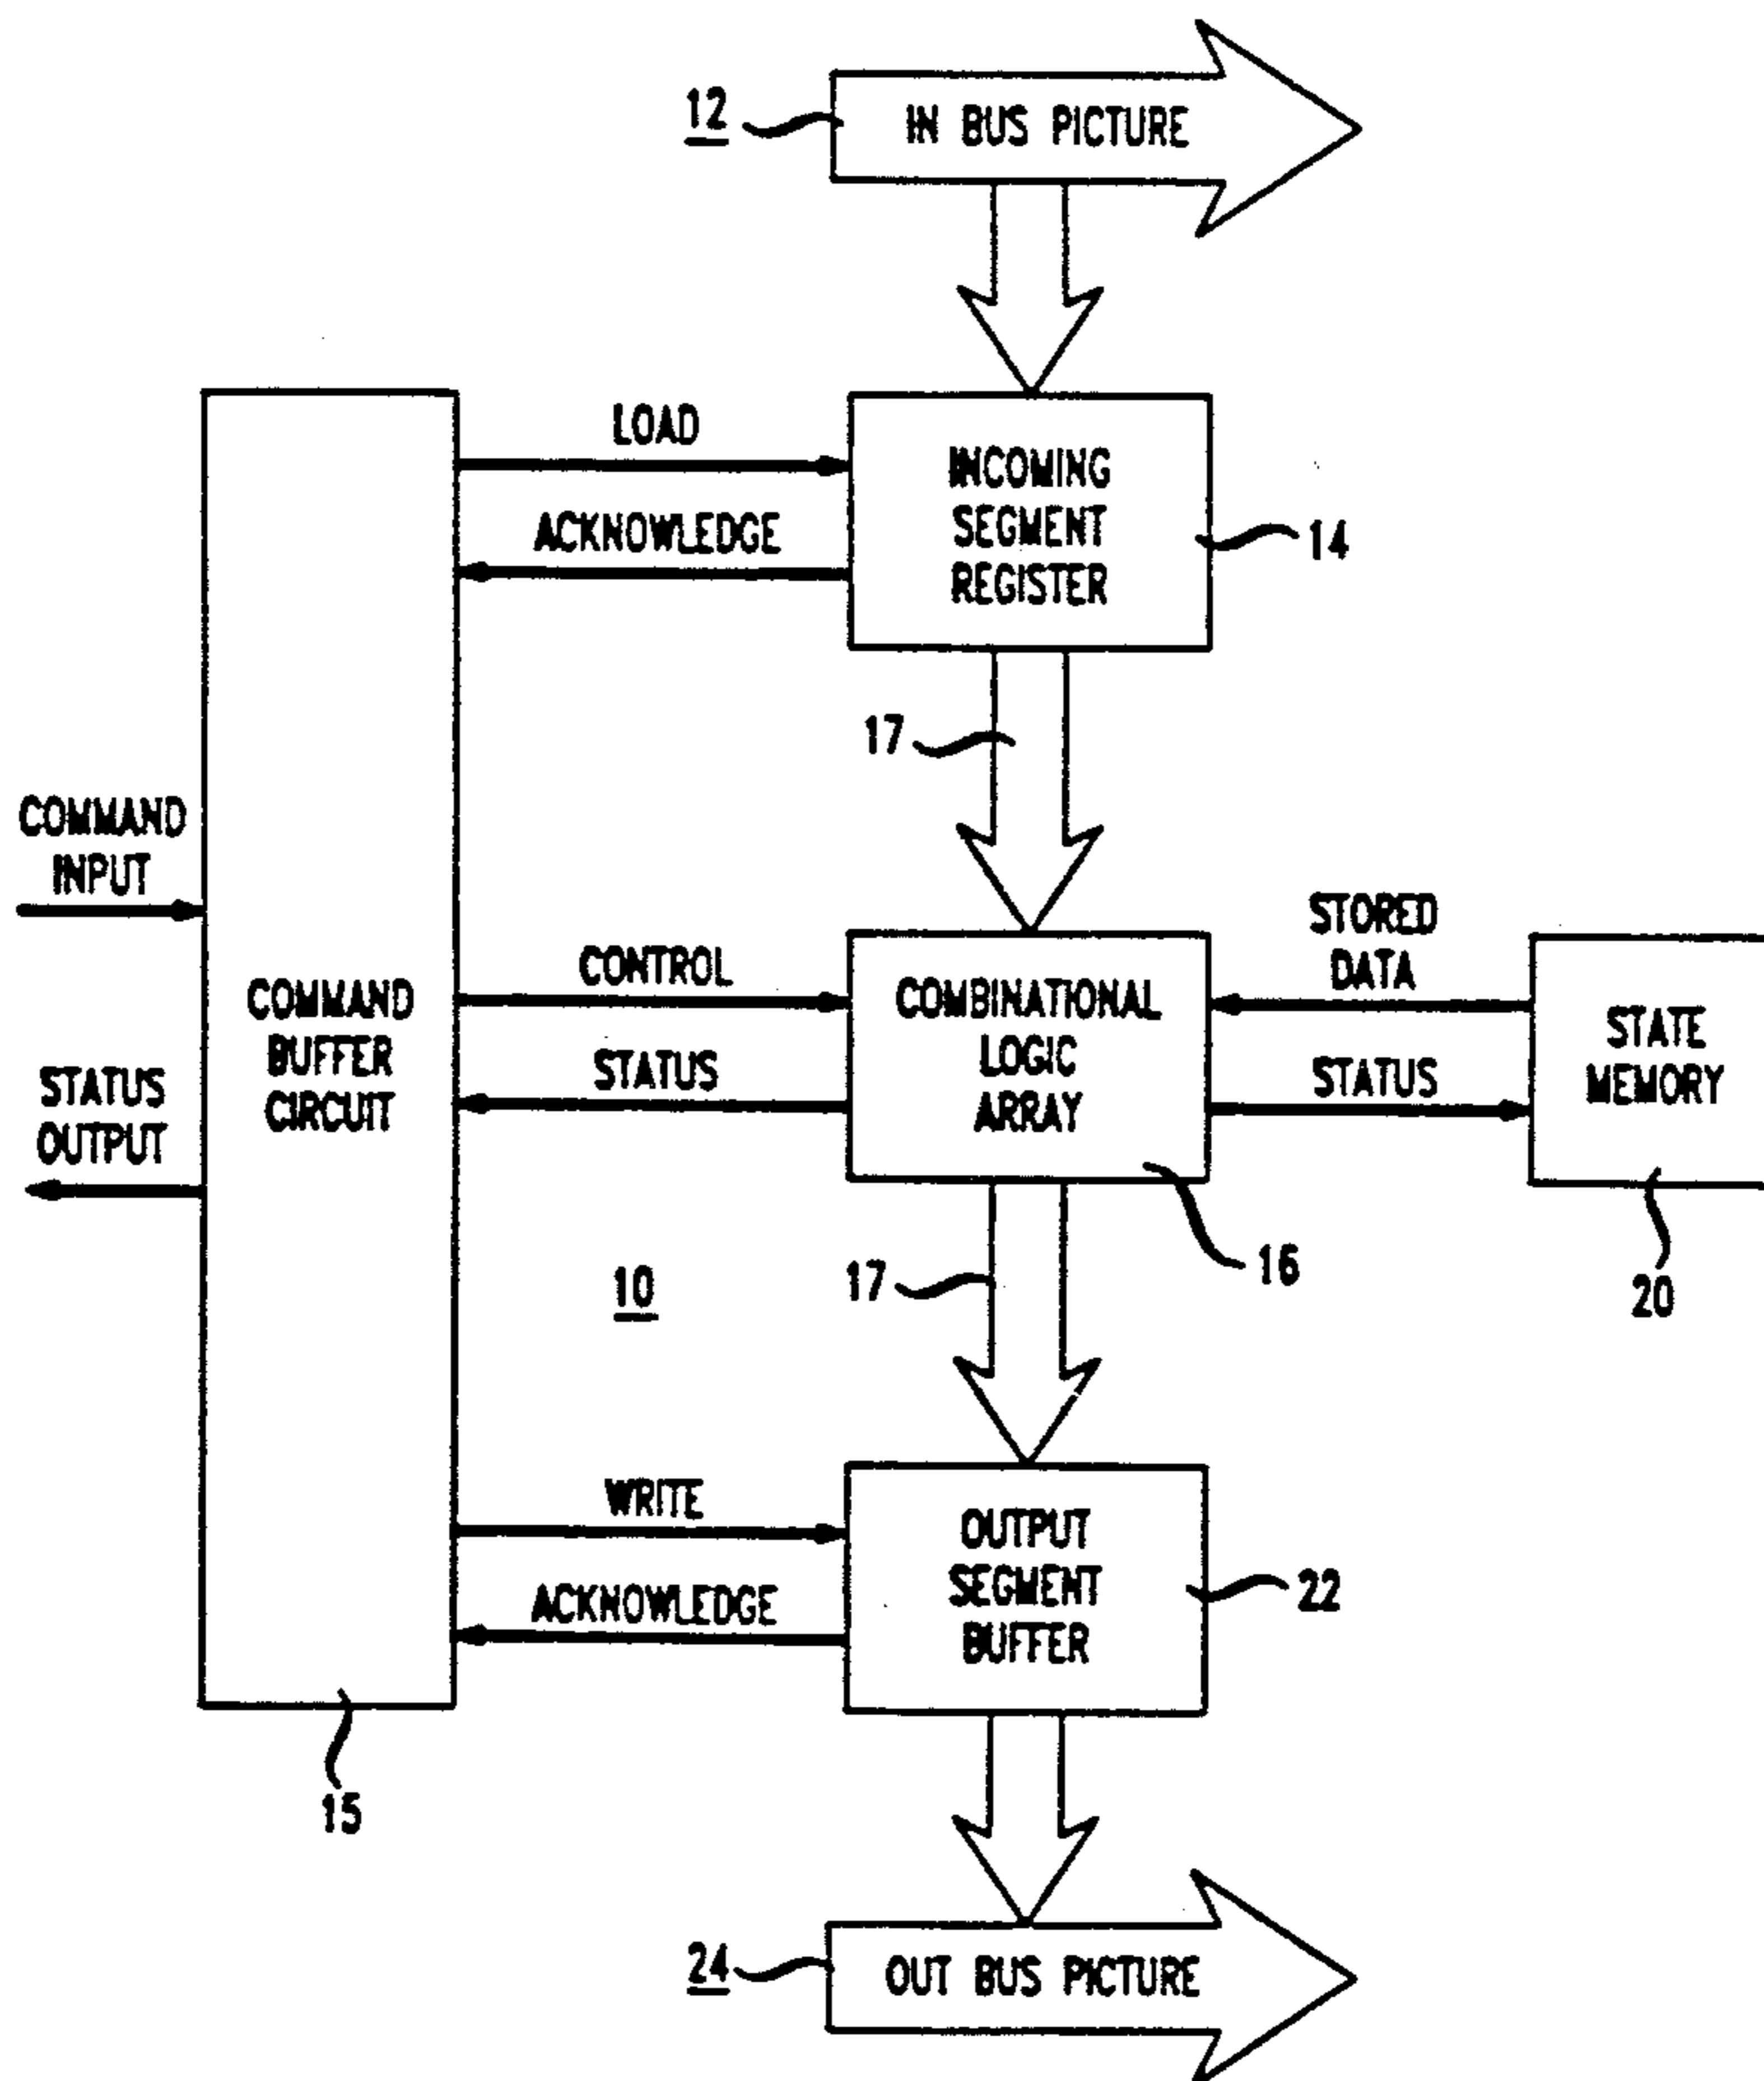 12
IN BUS PICTURE
LOAD
ACKNOWLEDGE
INCOMING
SEGMENT
REGISTER
14
17
COMMAND
INPUT
STATUS
OUTPUT
COMMAND
BUFFER
CIRCUIT
CONTROL
STATUS
COMBINATIONAL
LOGIC
ARRAY
STORED
DATA
STATUS
STATE
MEMORY
16
20
10
17
WRITE
ACKNOWLEDGE
OUTPUT
SEGMENT
BUFFER
22
15
24
OUT BUS PICTURE